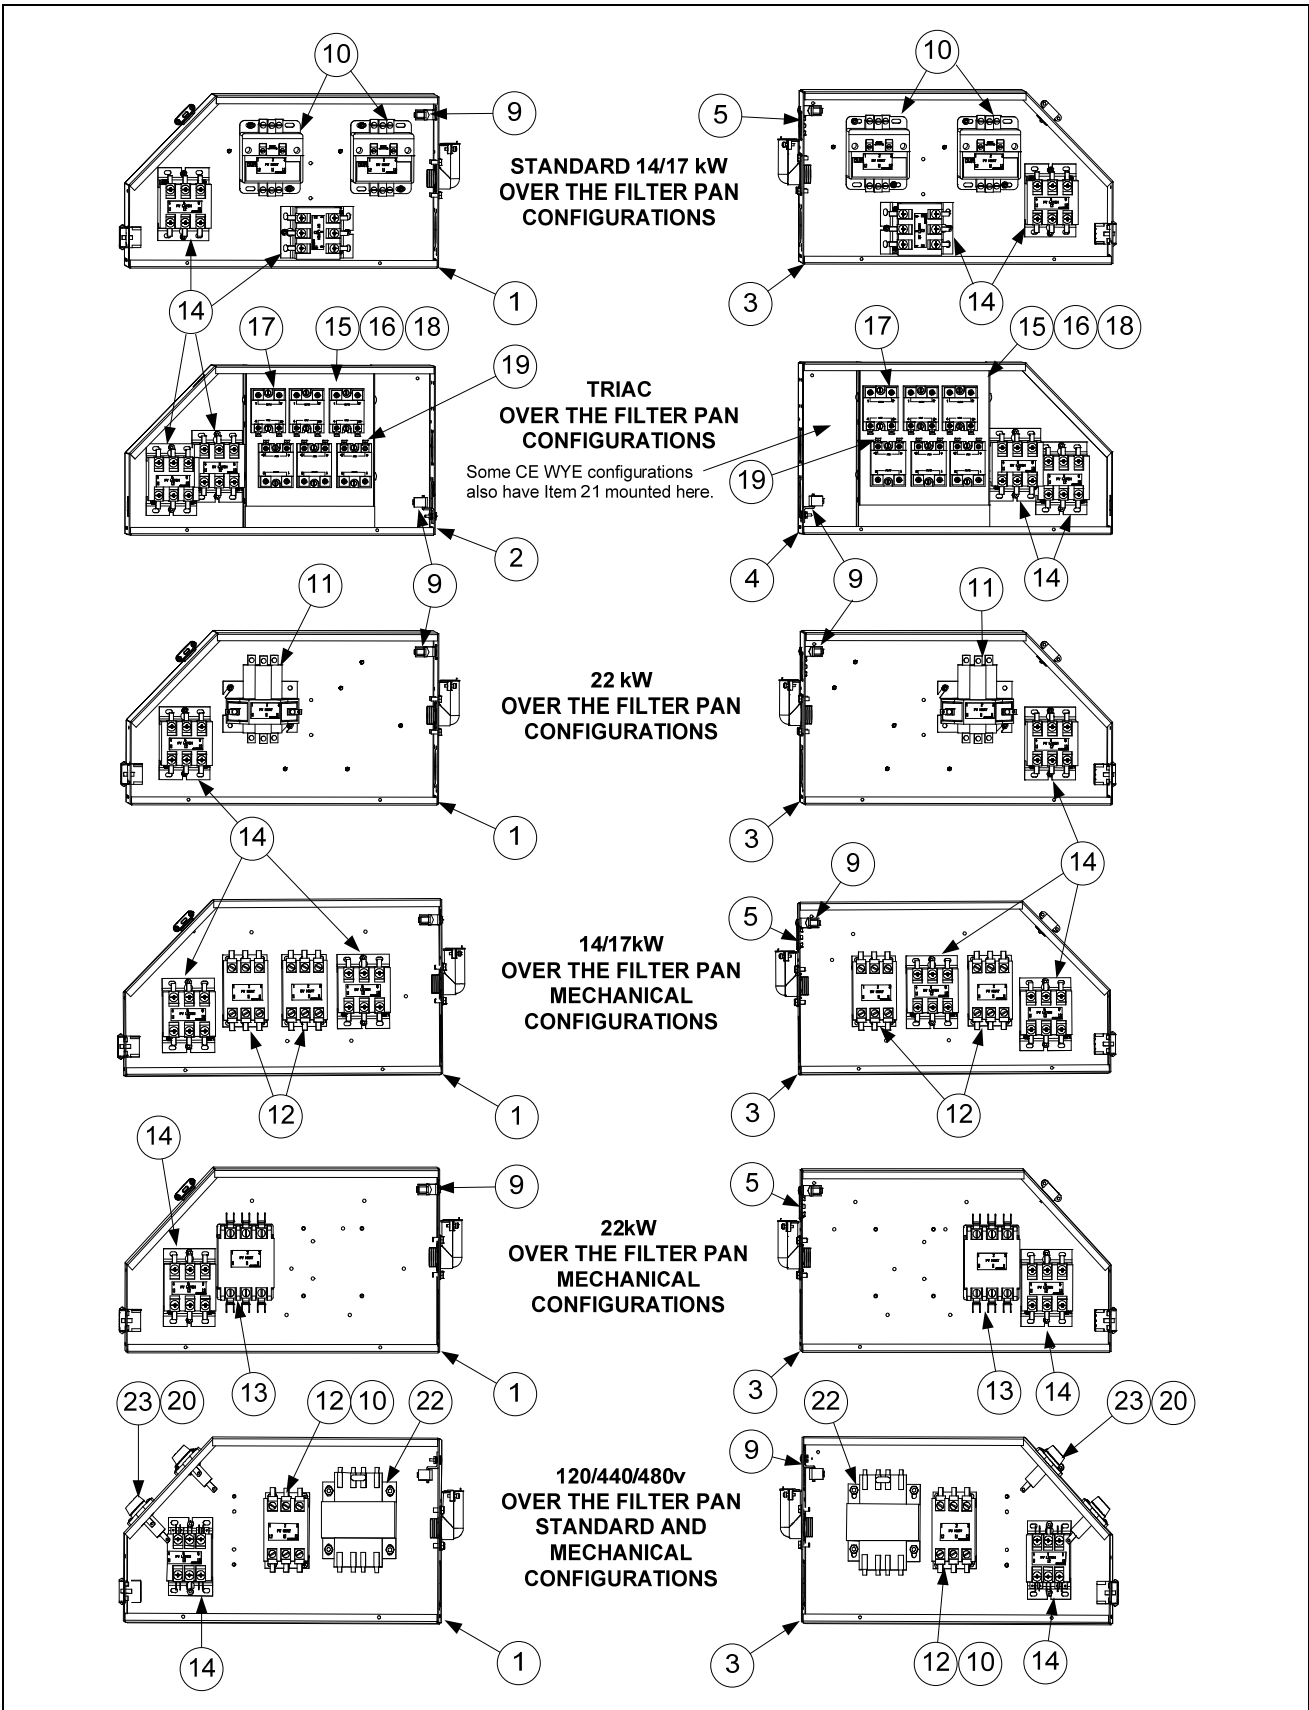 10
10
9
5
STANDARD 14/17 kW
OVER THE FILTER PAN
CONFIGURATIONS
1
3
14
14
17
15 16 18
17
15 16 18
19
TRIAC
OVER THE FILTER PAN
CONFIGURATIONS
Some CE WYE configurations
also have Item 21 mounted here.
19
2
9
4
9
14
11
11
22 kW
OVER THE FILTER PAN
CONFIGURATIONS
14
1
3
14
9
5
14/17kW
OVER THE FILTER PAN
MECHANICAL
CONFIGURATIONS
12
1
3
12
14
9
5
22kW
OVER THE FILTER PAN
MECHANICAL
CONFIGURATIONS
13
1
3
13
14
23 20
12 10
22
22
23 20
9
120/440/480v
OVER THE FILTER PAN
STANDARD AND
MECHANICAL
CONFIGURATIONS
14
1
3
12 10
14